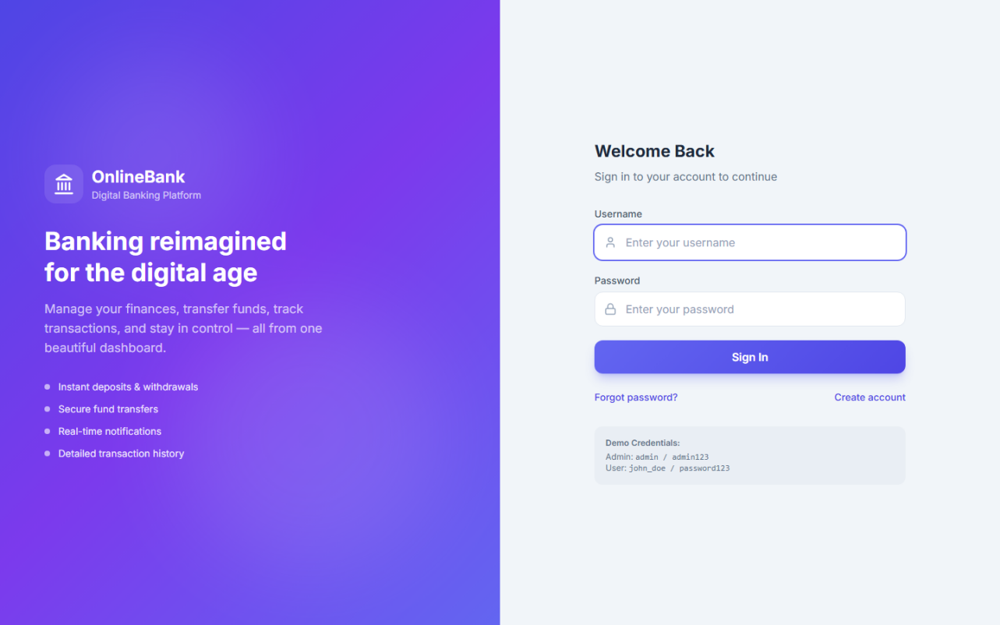 OnlineBank
Digital Banking Platform
Banking reimagined
for the digital age
Manage your finances, transfer funds, track
transactions, and stay in control — all from one
beautiful dashboard.
Instant deposits & withdrawals
Secure fund transfers
Real-time notifications
Detailed transaction history
Welcome Back
Sign in to your account to continue
Username
Enter your username
Password
Enter your password
Sign In
Forgot password?
Create account
Demo Credentials:
Admin: admin / admin123
User: john_doe / password123